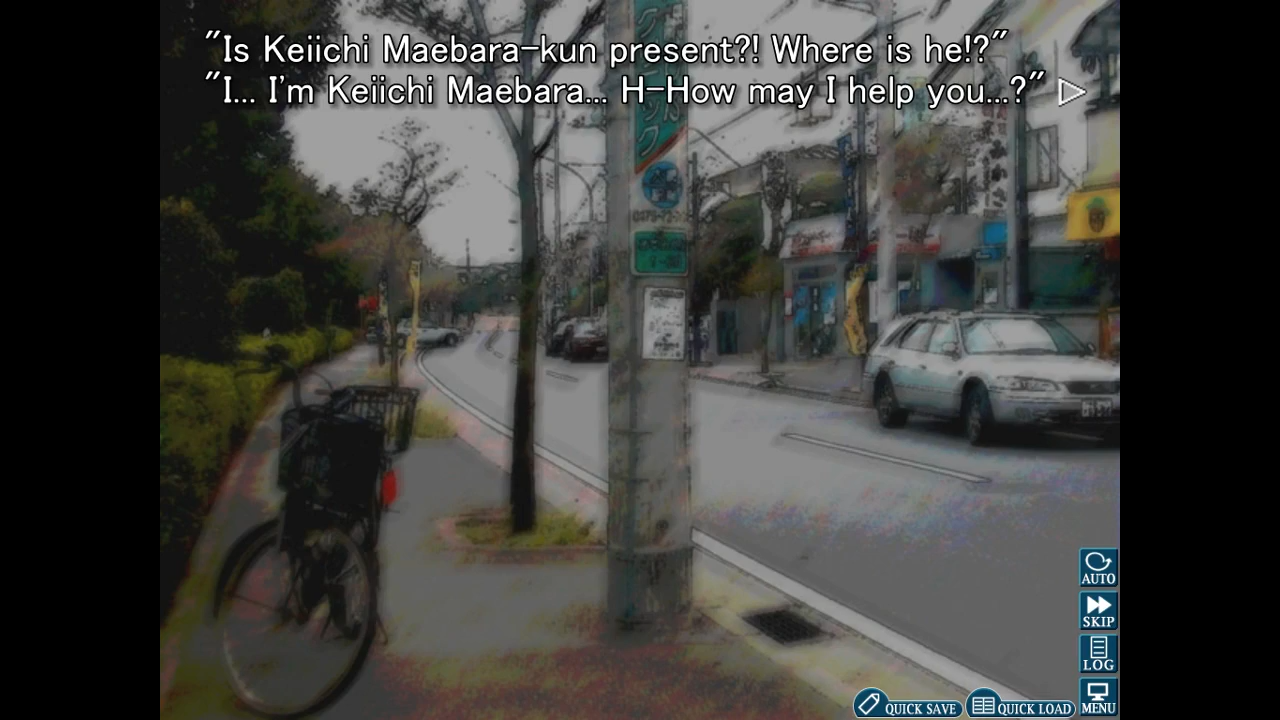 "Is Keiichi Maebara-kun present?! Where is he!?"
"I... I'm Keiichi Maebara... H-How may I help you...?"
AUTO
SKIP
LOG
MENU
QUICK SAVE
QUICK LOAD